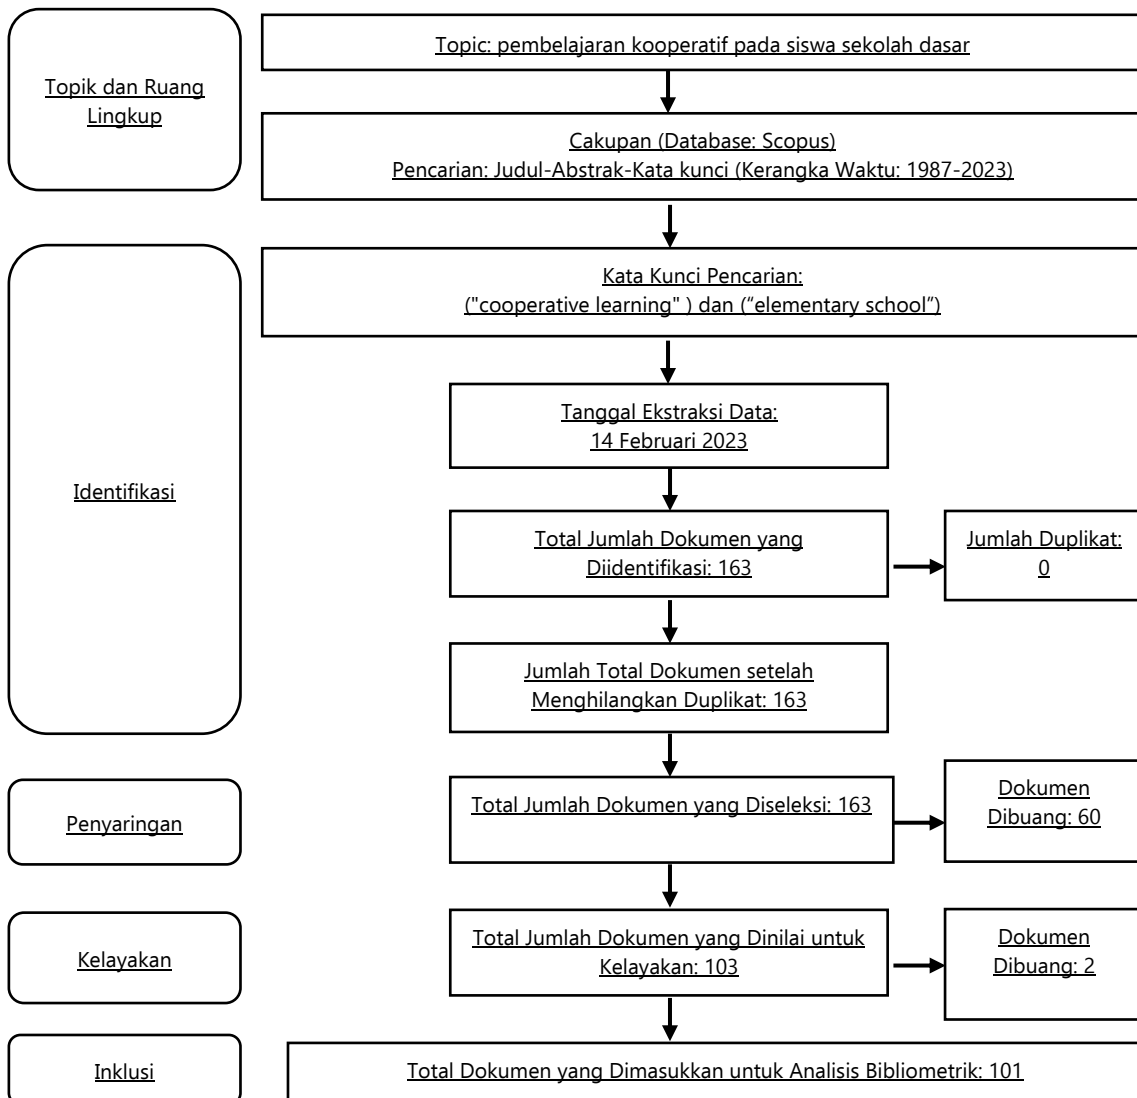 Topik dan Ruang
Lingkup
Topic: pembelajaran kooperatif pada siswa sekolah dasar
Cakupan (Database: Scopus)
Pencarian: Judul-Abstrak-Kata kunci (Kerangka Waktu: 1987-2023)
Identifikasi
Kata Kunci Pencarian:
("cooperative learning" ) dan (“elementary school“)
Tanggal Ekstraksi Data:
14 Februari 2023
Total Jumlah Dokumen yang
Diidentifikasi: 163
Jumlah Duplikat:
0
Jumlah Total Dokumen setelah
Menghilangkan Duplikat: 163
Penyaringan
Total Jumlah Dokumen yang Diseleksi: 163
Dokumen
Dibuang: 60
Kelayakan
Total Jumlah Dokumen yang Dinilai untuk
Kelayakan: 103
Dokumen
Dibuang: 2
Inklusi
Total Dokumen yang Dimasukkan untuk Analisis Bibliometrik: 101